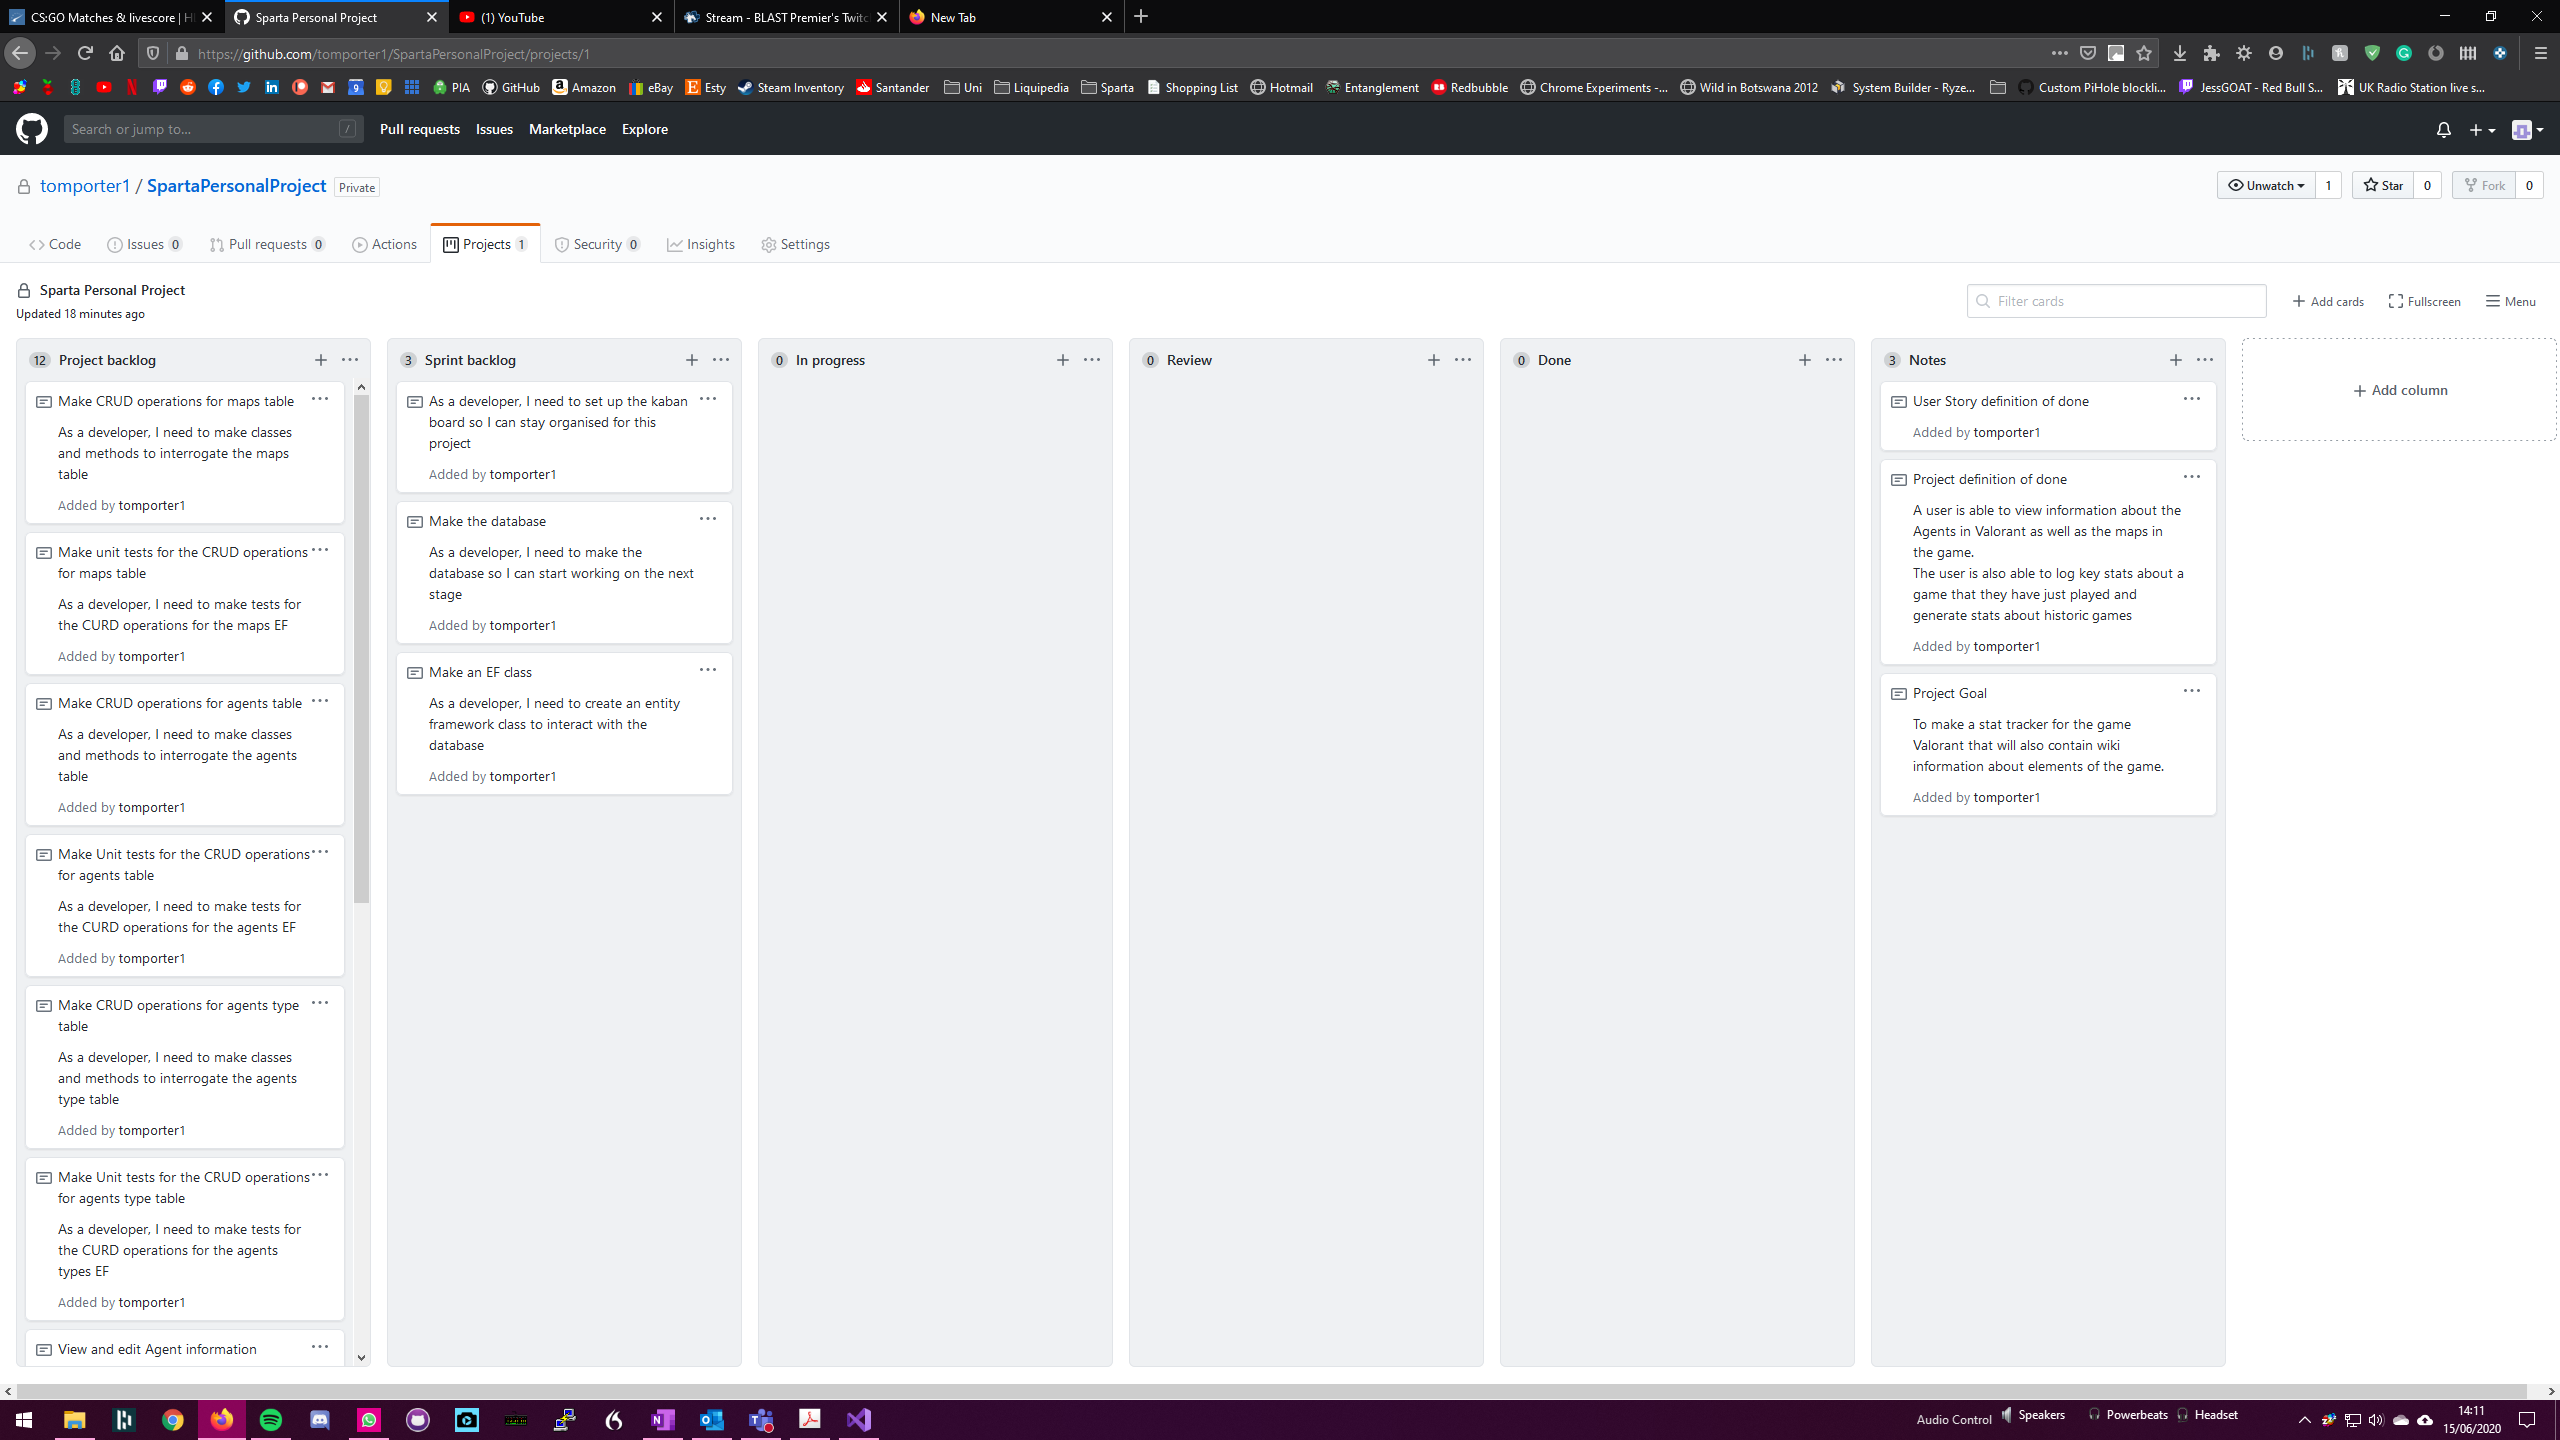 CS:GO Matches & livescore | H
Sparta Personal Project
(1) YouTube
Stream - BLAST Premier's Twitc
New Tab
https://github.com/tomporter1/SpartaPersonalProject/projects/1
PIA
GitHub
Amazon
eBay
Esty
Steam Inventory
Santander
Uni
Liquipedia
Sparta
Shopping List
Hotmail
Entanglement
Redbubble
Chrome Experiments -...
Wild in Botswana 2012
System Builder - Ryze...
Custom PiHole blockli...
JessGOAT - Red Bull S...
UK Radio Station live s...
Search or jump to...
/
Pull requests
Issues
Marketplace
Explore
tomporter1 / SpartaPersonalProject
Private
Unwatch
1
Star
0
Fork
0
Code
Issues 0
Pull requests 0
Actions
Projects 1
Security 0
Insights
Settings
Sparta Personal Project
Updated 18 minutes ago
Filter cards
Add cards
Fullscreen
Menu
12 Project backlog
Make CRUD operations for maps table
As a developer, I need to make classes
and methods to interrogate the maps
table
Added by tomporter1
Make unit tests for the CRUD operations
for maps table
As a developer, I need to make tests for
the CURD operations for the maps EF
Added by tomporter1
Make CRUD operations for agents table
As a developer, I need to make classes
and methods to interrogate the agents
table
Added by tomporter1
Make Unit tests for the CRUD operations
for agents table
As a developer, I need to make tests for
the CURD operations for the agents EF
Added by tomporter1
Make CRUD operations for agents type
table
As a developer, I need to make classes
and methods to interrogate the agents
type table
Added by tomporter1
Make Unit tests for the CRUD operations
for agents type table
As a developer, I need to make tests for
the CURD operations for the agents
types EF
Added by tomporter1
View and edit Agent information
3 Sprint backlog
As a developer, I need to set up the kaban
board so I can stay organised for this
project
Added by tomporter1
Make the database
As a developer, I need to make the
database so I can start working on the next
stage
Added by tomporter1
Make an EF class
As a developer, I need to create an entity
framework class to interact with the
database
Added by tomporter1
0 In progress
0 Review
0 Done
3 Notes
User Story definition of done
Added by tomporter1
Project definition of done
A user is able to view information about the
Agents in Valorant as well as the maps in
the game.
The user is also able to log key stats about a
game that they have just played and
generate stats about historic games
Added by tomporter1
Project Goal
To make a stat tracker for the game
Valorant that will also contain wiki
information about elements of the game.
Added by tomporter1
Add column
Audio Control
Speakers
Powerbeats
Headset
14:11
15/06/2020